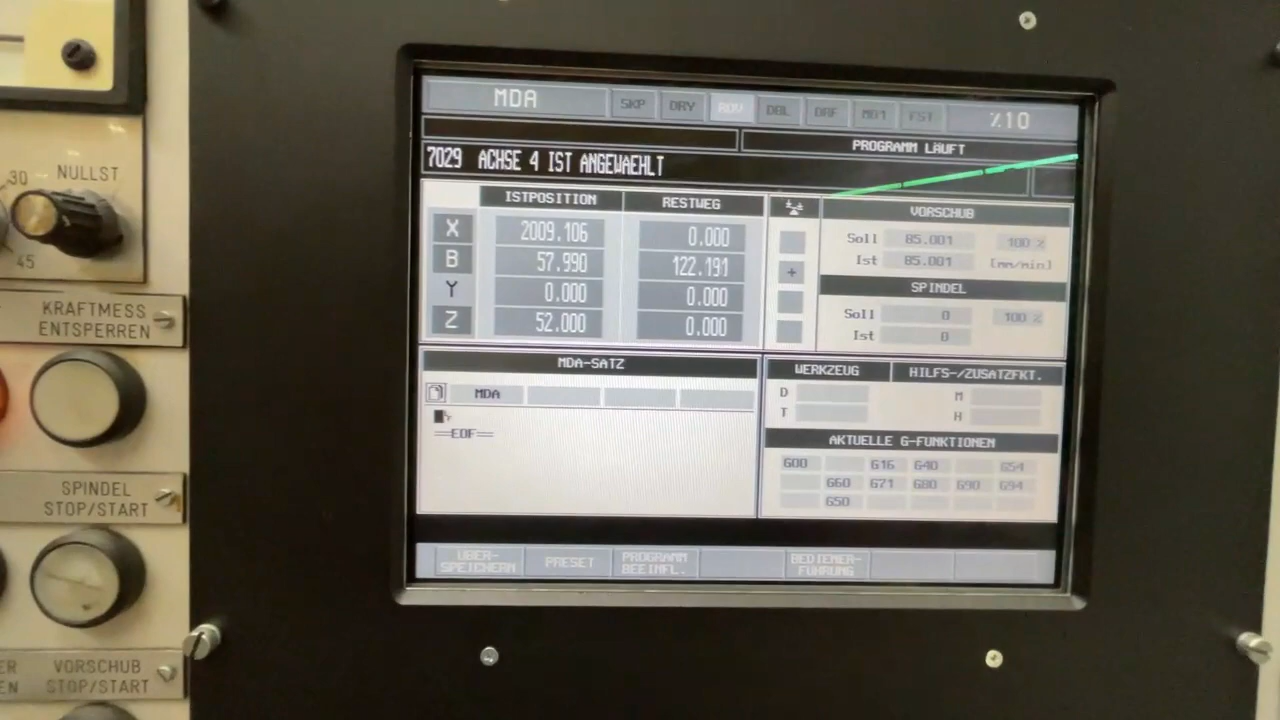 30
NULLST
45
KRAFTMESS
ENTSPERREN
SPINDEL
STOP/START
ER
EN
VORSCHUB
STOP/START
MDA SKP DRY ROV DBL DRF M01 FST %10
PROGRAMM LÄUFT
7029 ACHSE 4 IST ANGEWAEHLT
ISTPOSITION RESTWEG
X 2009.106 0.000
B 57.990 122.191 +
Y 0.000 0.000
Z 52.000 0.000
VORSCHUB
Soll 85.001 100 %
Ist 85.001 [mm/min]
SPINDEL
Soll 0 100 %
Ist 0
MDA-SATZ
MDA
==EOF==
WERKZEUG HILFS-/ZUSATZFKT.
D M
T H
AKTUELLE G-FUNKTIONEN
G00 G16 G40 G54
G60 G71 G80 G90 G94
G50
ÜBER-
SPEICHERN
PRESET
PROGRAMM
BEEINFL.
BEDIENER-
FÜHRUNG